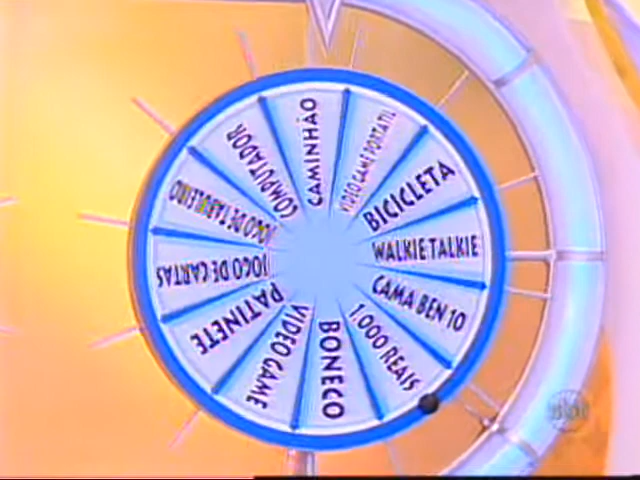 CAMINHÃO
VIDEO GAME PORTATIL
BICICLETA
WALKIE TALKIE
CAMA BEN 10
1.000 REAIS
BONECO
VIDEO GAME
PATINETE
JOGO DE CARTAS
JOGO DE TABULEIRO
COMPUTADOR